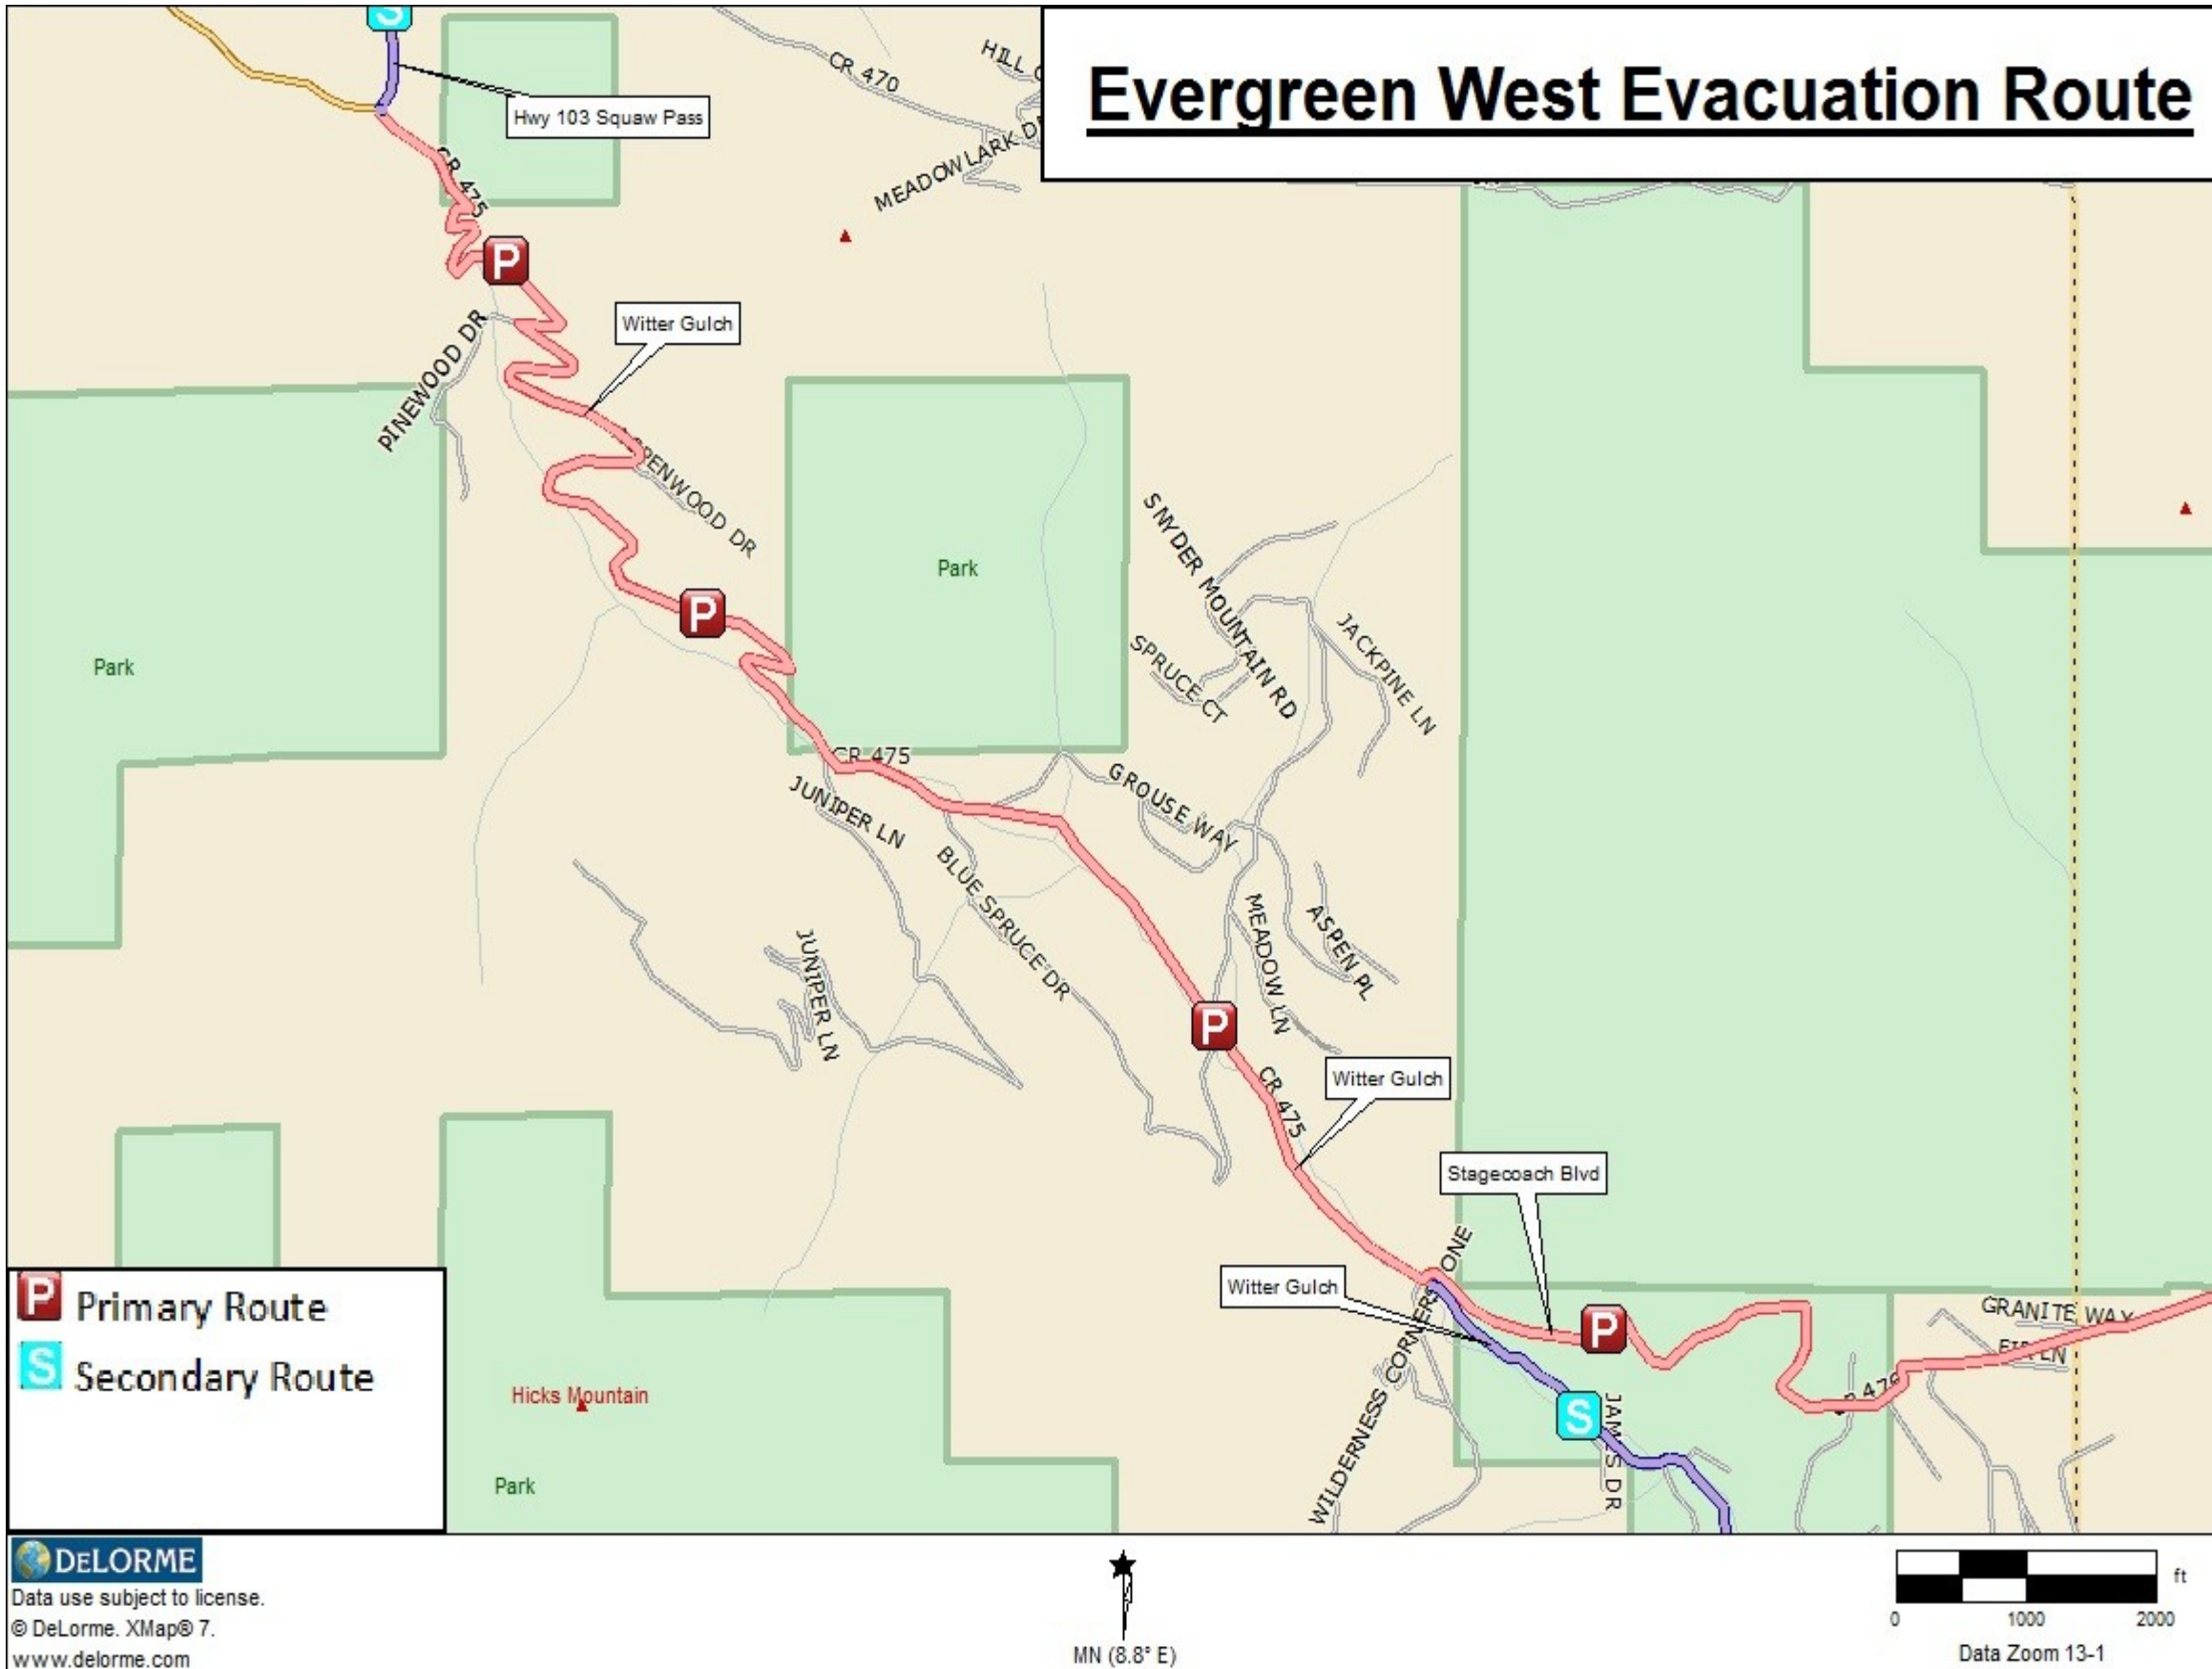 Evergreen West Evacuation Route
S
CR 470
HILL
Hwy 103 Squaw Pass
MEADOWLARK
CR 475
P
Witter Gulch
PINEWOOD DR
DR
Park
SNYDER MOUNTAIN RD
Park
P
SPRUCE CT
JACKPINE LN
CR 475
JUNIPER LN
GROUSE WAY
BLUE SPRUCE DR
MEADOW LN
ASPEN PL
JUNIPER LN
P
Witter Gulch
CR 475
Stagecoach Blvd
Witter Gulch
WILDERNESS
ONE
P
GRANITE WAY
LN
S
JAMES DR
P Primary Route
S Secondary Route
Hicks Mountain
Park
DELORME
Data use subject to license.
© DeLorme. XMap® 7.
www.delorme.com
MN (8.8° E)
ft
0 1000 2000
Data Zoom 13-1